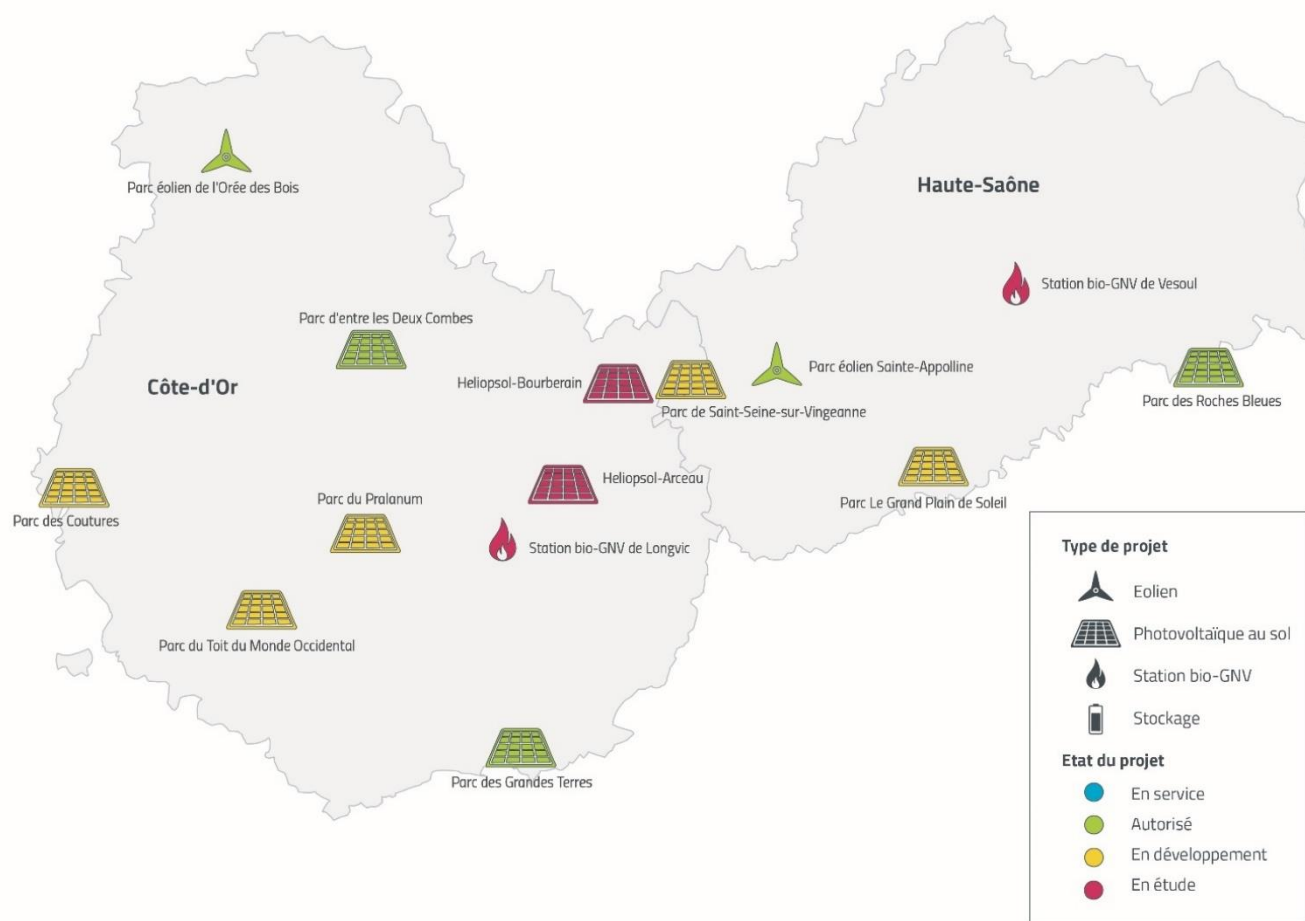 Parc éolien de l'Orée des Bois
Haute-Saône
Station bio-GNV de Vesoul
Parc d'entre les Deux Combes
Côte-d'Or
Heliopsol-Bourberain
Parc éolien Sainte-Appolline
Parc de Saint-Seine-sur-Vingeanne
Parc des Roches Bleues
Heliopsol-Arceau
Parc du Pralanum
Parc Le Grand Plain de Soleil
Parc des Coutures
Station bio-GNV de Longvic
Parc du Toit du Monde Occidental
Parc des Grandes Terres
Type de projet
Eolien
Photovoltaïque au sol
Station bio-GNV
Stockage
Etat du projet
En service
Autorisé
En développement
En étude